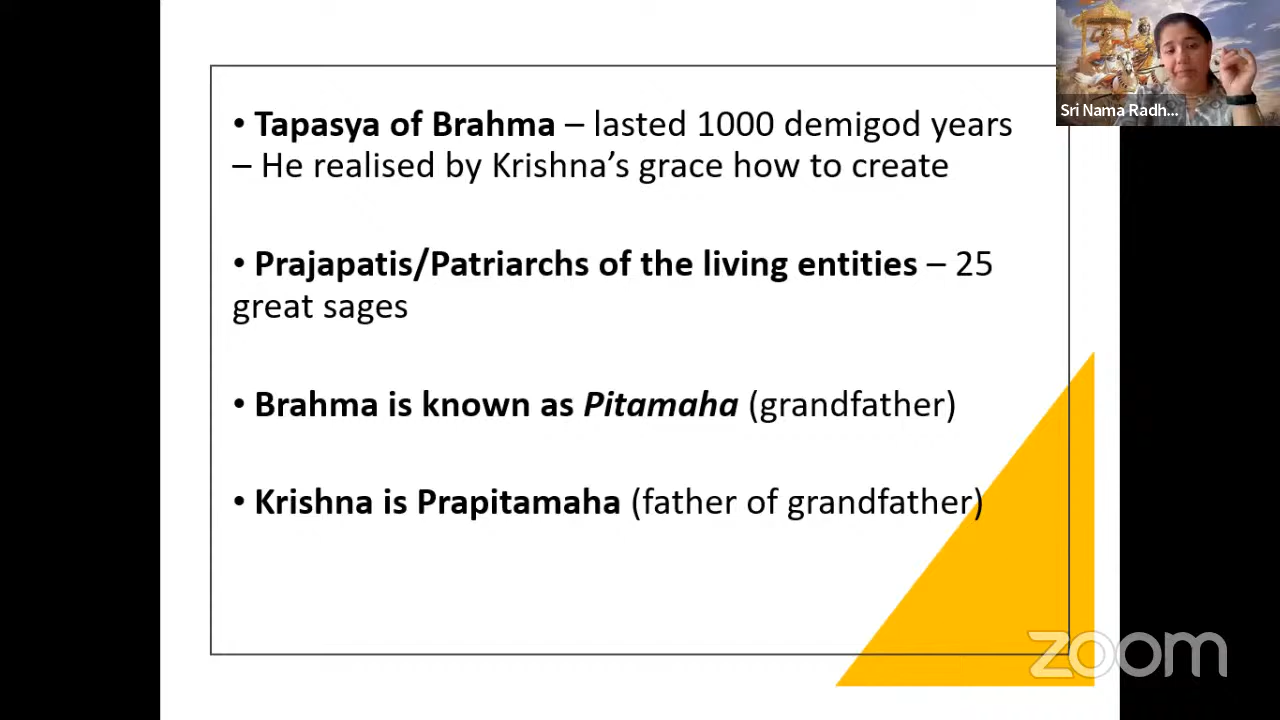 • Tapasya of Brahma – lasted 1000 demigod years
– He realised by Krishna’s grace how to create
• Prajapatis/Patriarchs of the living entities – 25
great sages
• Brahma is known as Pitamaha (grandfather)
• Krishna is Prapitamaha (father of grandfather)
Sri Nama Radh...
zoom